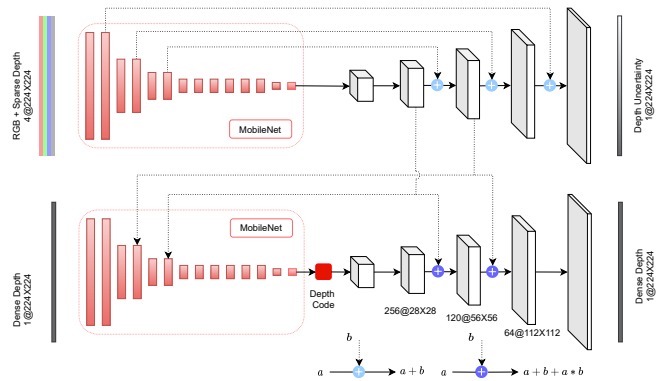 RGB + Sparse Depth
4@224X224
MobileNet
Depth Uncertainty
1@224X224
Dense Depth
1@224X224
MobileNet
Depth
Code
256@28X28
120@56X56
64@112X112
Dense Depth
1@224X224
b
a
a + b
b
a
a + b + a * b